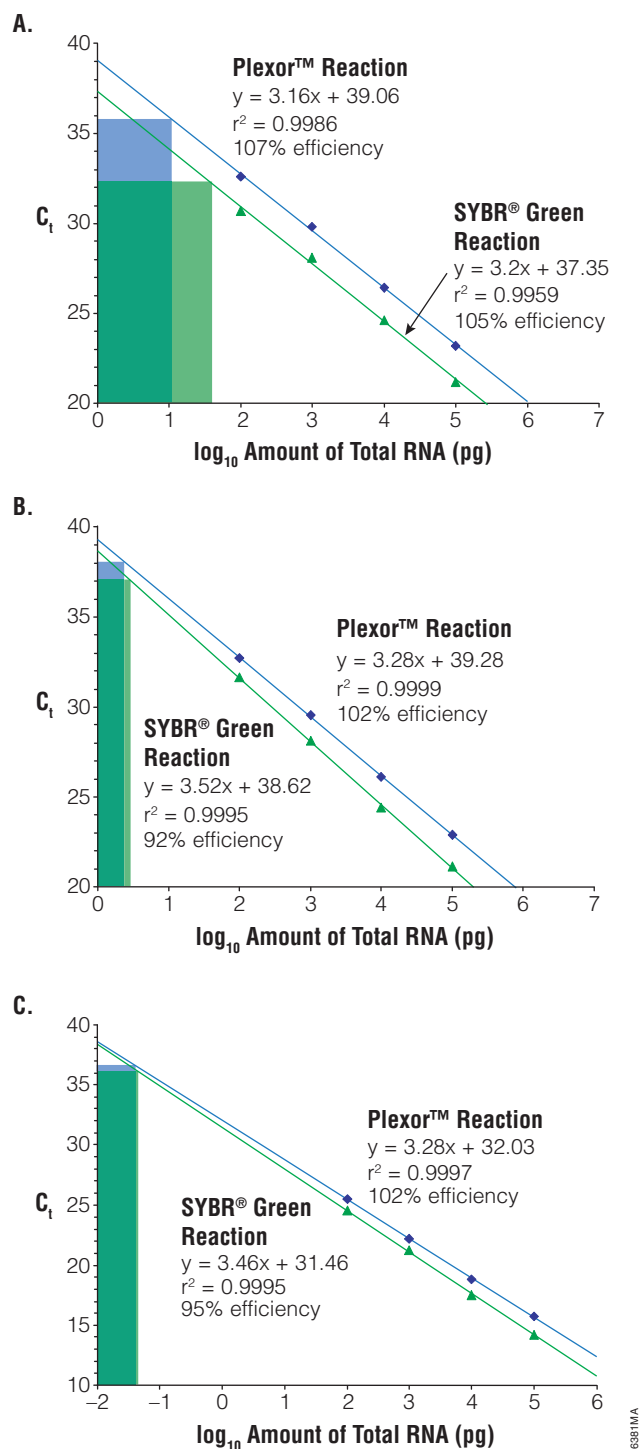 A.
40
35
30
25
20
C_t
Plexor™ Reaction
y = 3.16x + 39.06
r² = 0.9986
107% efficiency
SYBR® Green
Reaction
y = 3.2x + 37.35
r² = 0.9959
105% efficiency
0 1 2 3 4 5 6 7
log₁₀ Amount of Total RNA (pg)
B.
40
35
30
25
20
C_t
Plexor™ Reaction
y = 3.28x + 39.28
r² = 0.9999
102% efficiency
SYBR® Green
Reaction
y = 3.52x + 38.62
r² = 0.9995
92% efficiency
0 1 2 3 4 5 6 7
log₁₀ Amount of Total RNA (pg)
C.
40
35
30
25
20
15
10
C_t
Plexor™ Reaction
y = 3.28x + 32.03
r² = 0.9997
102% efficiency
SYBR® Green
Reaction
y = 3.46x + 31.46
r² = 0.9995
95% efficiency
–2 –1 0 1 2 3 4 5 6
log₁₀ Amount of Total RNA (pg)
6381MA